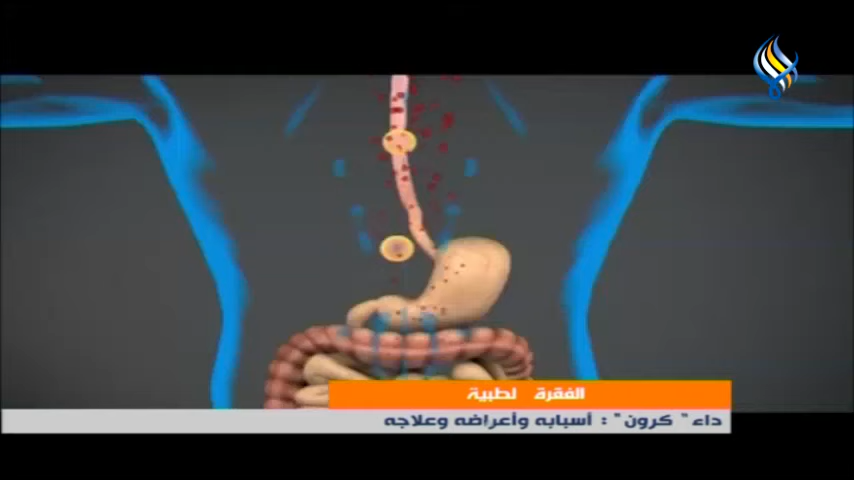 الفقرة لطبية
داء" كرون" : أسبابه وأعراضه وعلاجه